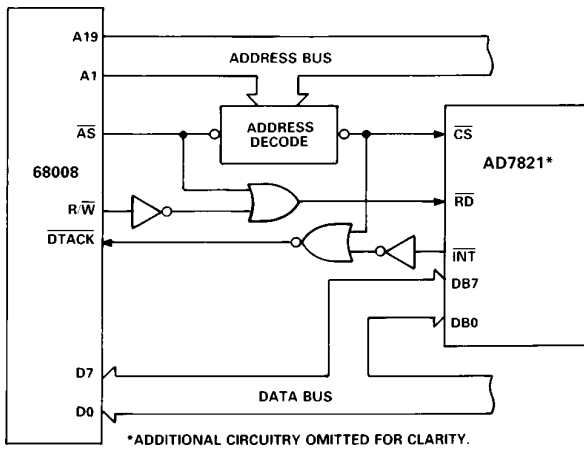 A19
ADDRESS BUS
A1
AS
ADDRESS
DECODE
CS
68008
AD7821*
R/W
RD
DTACK
INT
DB7
DB0
D7
DATA BUS
D0
*ADDITIONAL CIRCUITRY OMITTED FOR CLARITY.